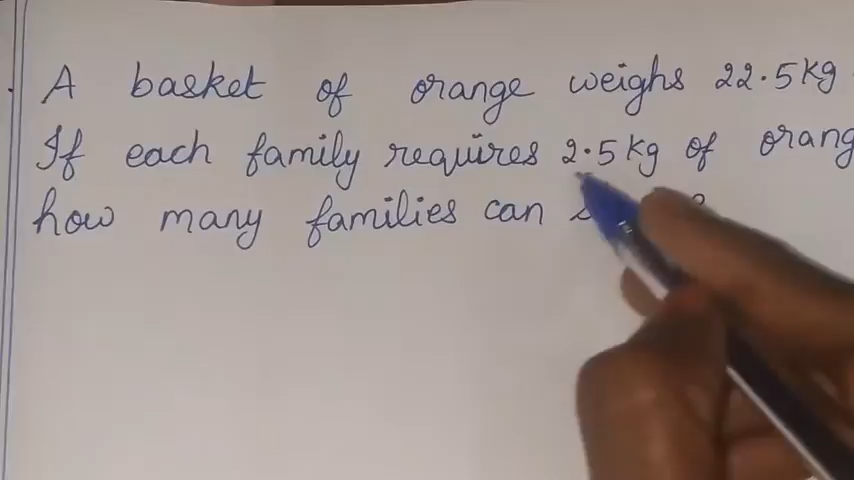 A basket of orange weighs 22.5kg
If each family requires 2.5kg of orang
how many families can